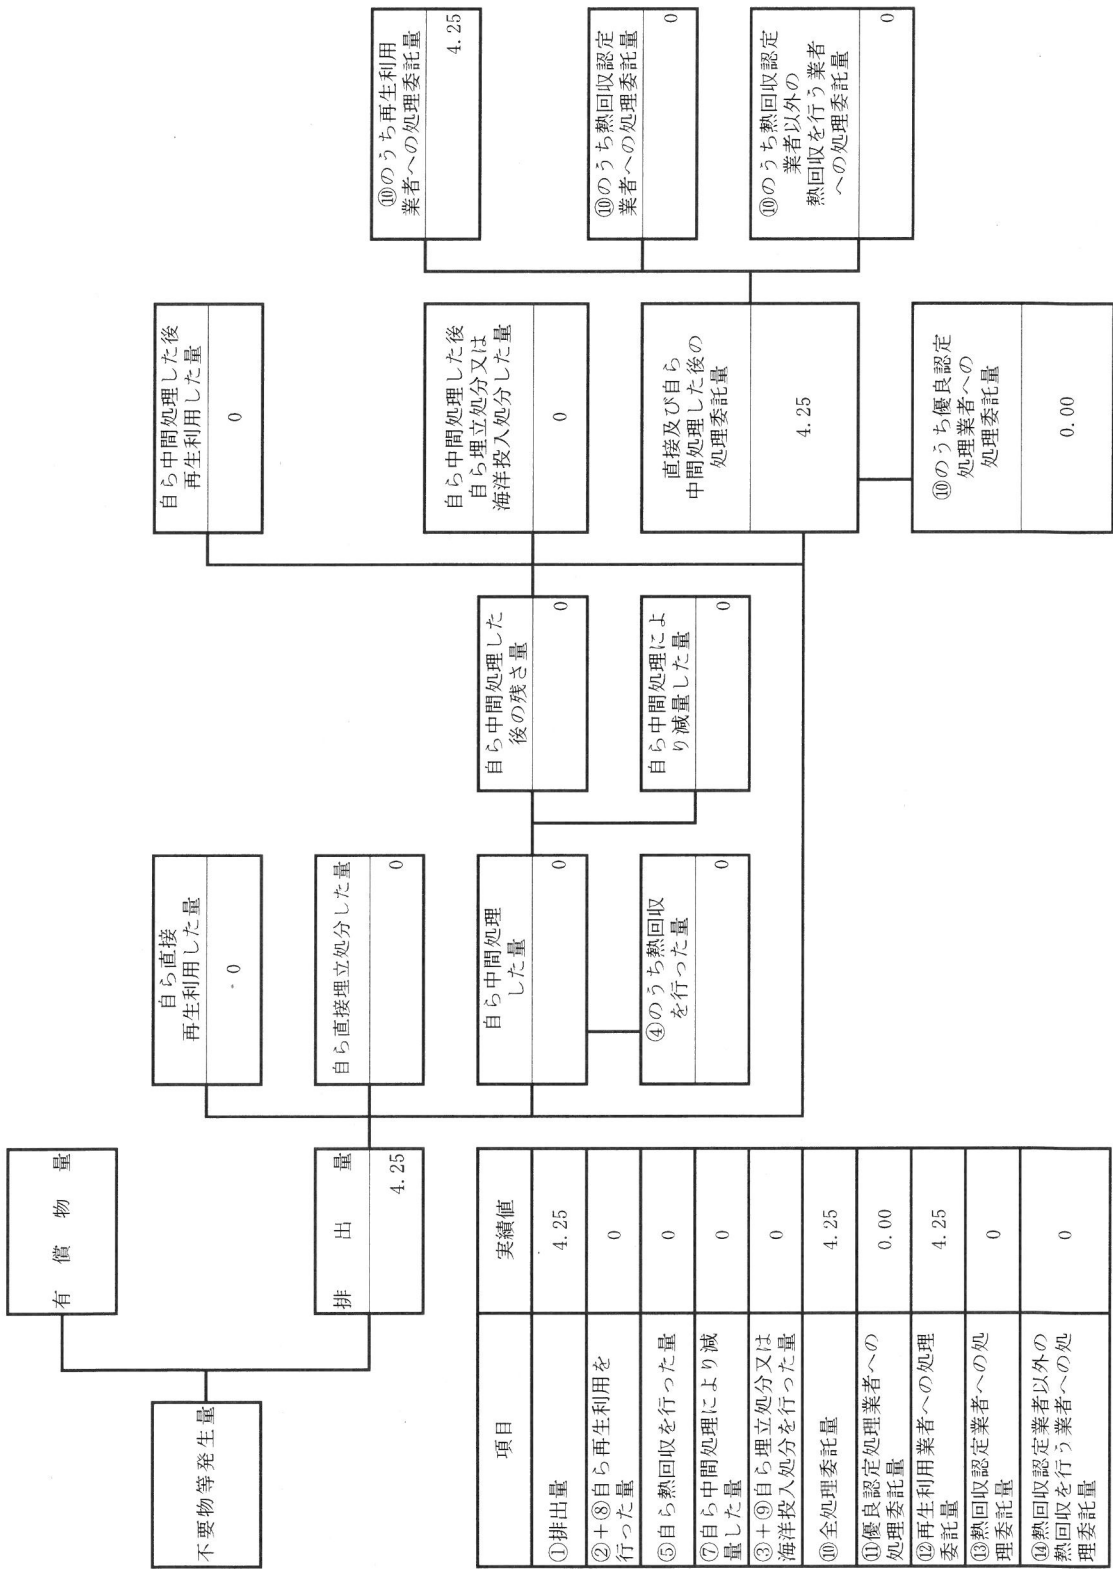 不要物等発生量
有償物量
排出量
4.25
自ら直接
再生利用した量
0
自ら直接埋立処分した量
0
自ら中間処理
した量
0
④のうち熱回収
を行った量
0
自ら中間処理した
後の残さ量
0
自ら中間処理によ
り減量した量
0
自ら中間処理した後
再生利用した量
0
自ら中間処理した後
自ら埋立処分又は
海洋投入処分した量
0
直接及び自ら
中間処理した後の
処理委託量
4.25
⑩のうち優良認定
処理業者への
処理委託量
0.00
⑩のうち再生利用
業者への処理委託量
4.25
⑩のうち熱回収認定
業者への処理委託量
0
⑩のうち熱回収認定
業者以外の
熱回収を行う業者
への処理委託量
0
項目 実績値
①排出量 4.25
②+⑧自ら再生利用を
行った量 0
⑤自ら熱回収を行った量 0
⑦自ら中間処理により減
量した量 0
③+⑨自ら埋立処分又は
海洋投入処分を行った量 0
⑩全処理委託量 4.25
⑪優良認定処理業者への
処理委託量 0.00
⑫再生利用業者への処理
委託量 4.25
⑬熱回収認定業者への処
理委託量 0
⑭熱回収認定業者以外の
熱回収を行う業者への処
理委託量 0